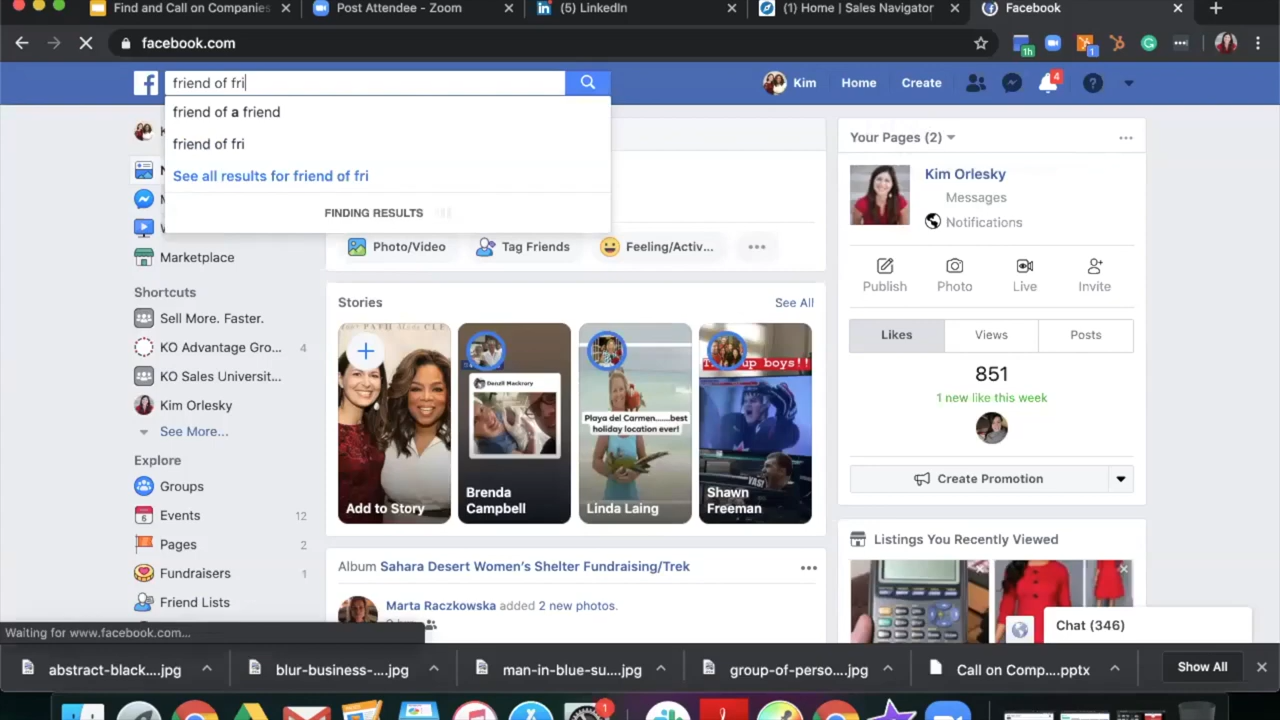 Find and Call on Companies
Post Attendee - Zoom
(5) LinkedIn
(1) Home | Sales Navigator
Facebook
facebook.com
1h
1
friend of fri
Kim
Home
Create
4
friend of a friend
friend of fri
See all results for friend of fri
FINDING RESULTS
Marketplace
Shortcuts
Sell More. Faster.
KO Advantage Gro...
4
KO Sales Universit...
Kim Orlesky
See More...
Explore
Groups
Events
12
Pages
2
Fundraisers
1
Friend Lists
Photo/Video
Tag Friends
Feeling/Activ...
Stories
See All
Add to Story
Denzil Mackrory
Brenda
Campbell
Playa del Carmen......best
holiday location ever!
Linda Laing
up boys!!
YAS!
Shawn
Freeman
Album Sahara Desert Women's Shelter Fundraising/Trek
Marta Raczkowska added 2 new photos.
Your Pages (2)
Kim Orlesky
Messages
Notifications
Publish
Photo
Live
Invite
Likes
Views
Posts
851
1 new like this week
Create Promotion
Listings You Recently Viewed
Chat (346)
Waiting for www.facebook.com...
abstract-black....jpg
blur-business-....jpg
man-in-blue-su....jpg
group-of-perso....jpg
Call on Comp....pptx
Show All
1